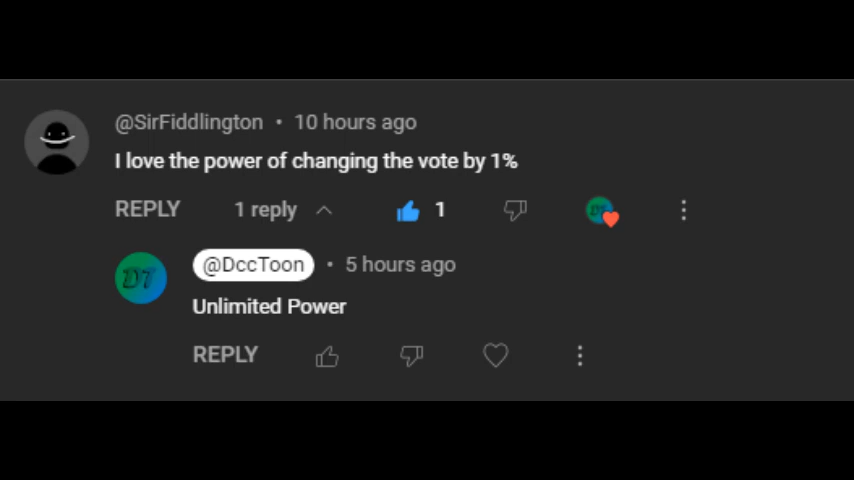 @SirFiddlington • 10 hours ago
I love the power of changing the vote by 1%
REPLY 1 reply 1
DT
@DccToon • 5 hours ago
Unlimited Power
REPLY